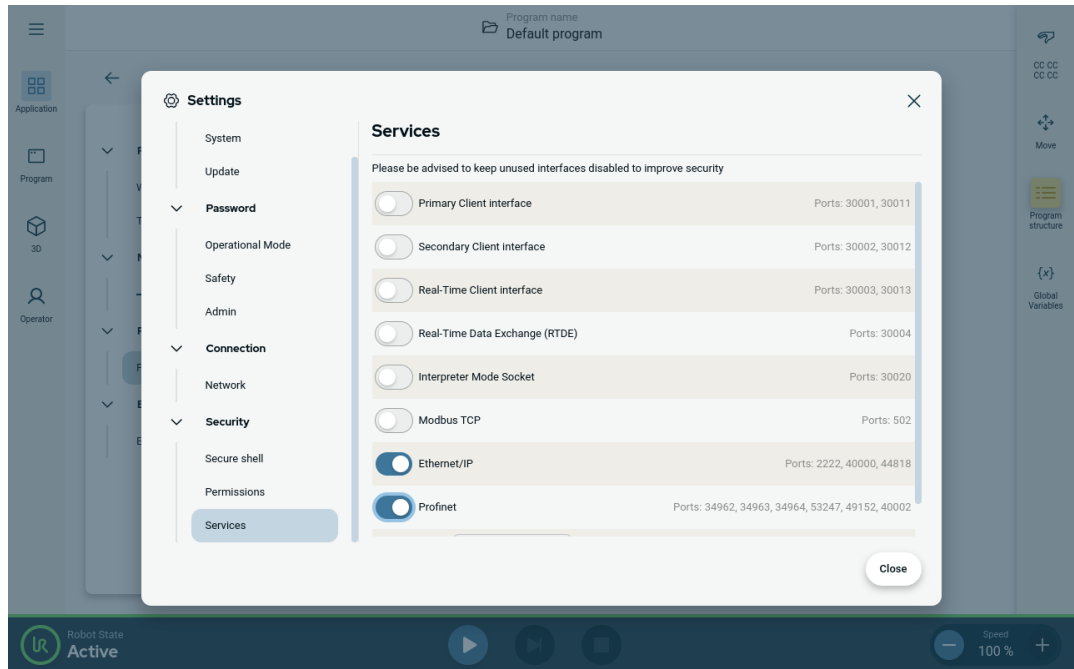 Program name
Default program
Application
Program
3D
Operator
CC CC
CC CC
Move
Program
structure
{x}
Global
Variables
Settings
System
Update
Password
Operational Mode
Safety
Admin
Connection
Network
Security
Secure shell
Permissions
Services
Services
Please be advised to keep unused interfaces disabled to improve security
Primary Client interface Ports: 30001, 30011
Secondary Client interface Ports: 30002, 30012
Real-Time Client interface Ports: 30003, 30013
Real-Time Data Exchange (RTDE) Ports: 30004
Interpreter Mode Socket Ports: 30020
Modbus TCP Ports: 502
Ethernet/IP Ports: 2222, 40000, 44818
Profinet Ports: 34962, 34963, 34964, 53247, 49152, 40002
Close
UR
Robot State
Active
Speed
100 %